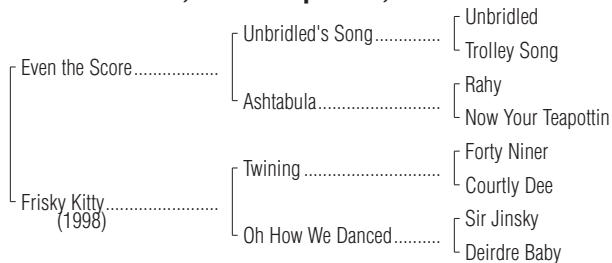 Unbridled
Unbridled's Song..............
Trolley Song
Even the Score..................
Rahy
Ashtabula..........................
Now Your Teapottin
Forty Niner
Twining.............................
Courtly Dee
Frisky Kitty........................
(1998)
Sir Jinsky
Oh How We Danced..........
Deirdre Baby